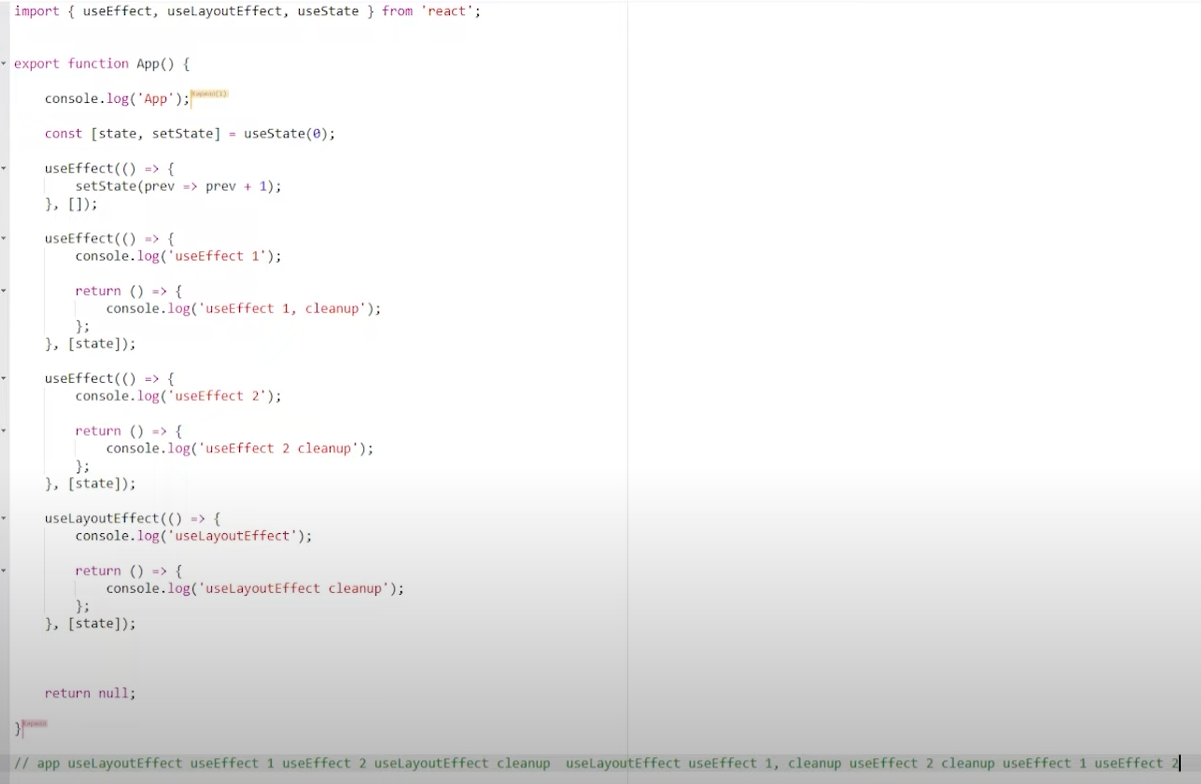 import { useEffect, useLayoutEffect, useState } from 'react';
export function App() {
console.log('App');
const [state, setState] = useState(0);
useEffect(() => {
setState(prev => prev + 1);
}, []);
useEffect(() => {
console.log('useEffect 1');
return () => {
console.log('useEffect 1, cleanup');
};
}, [state]);
useEffect(() => {
console.log('useEffect 2');
return () => {
console.log('useEffect 2 cleanup');
};
}, [state]);
useLayoutEffect(() => {
console.log('useLayoutEffect');
return () => {
console.log('useLayoutEffect cleanup');
};
}, [state]);
return null;
}
// app useLayoutEffect useEffect 1 useEffect 2 useLayoutEffect cleanup  useLayoutEffect useEffect 1, cleanup useEffect 2 cleanup useEffect 1 useEffect 2